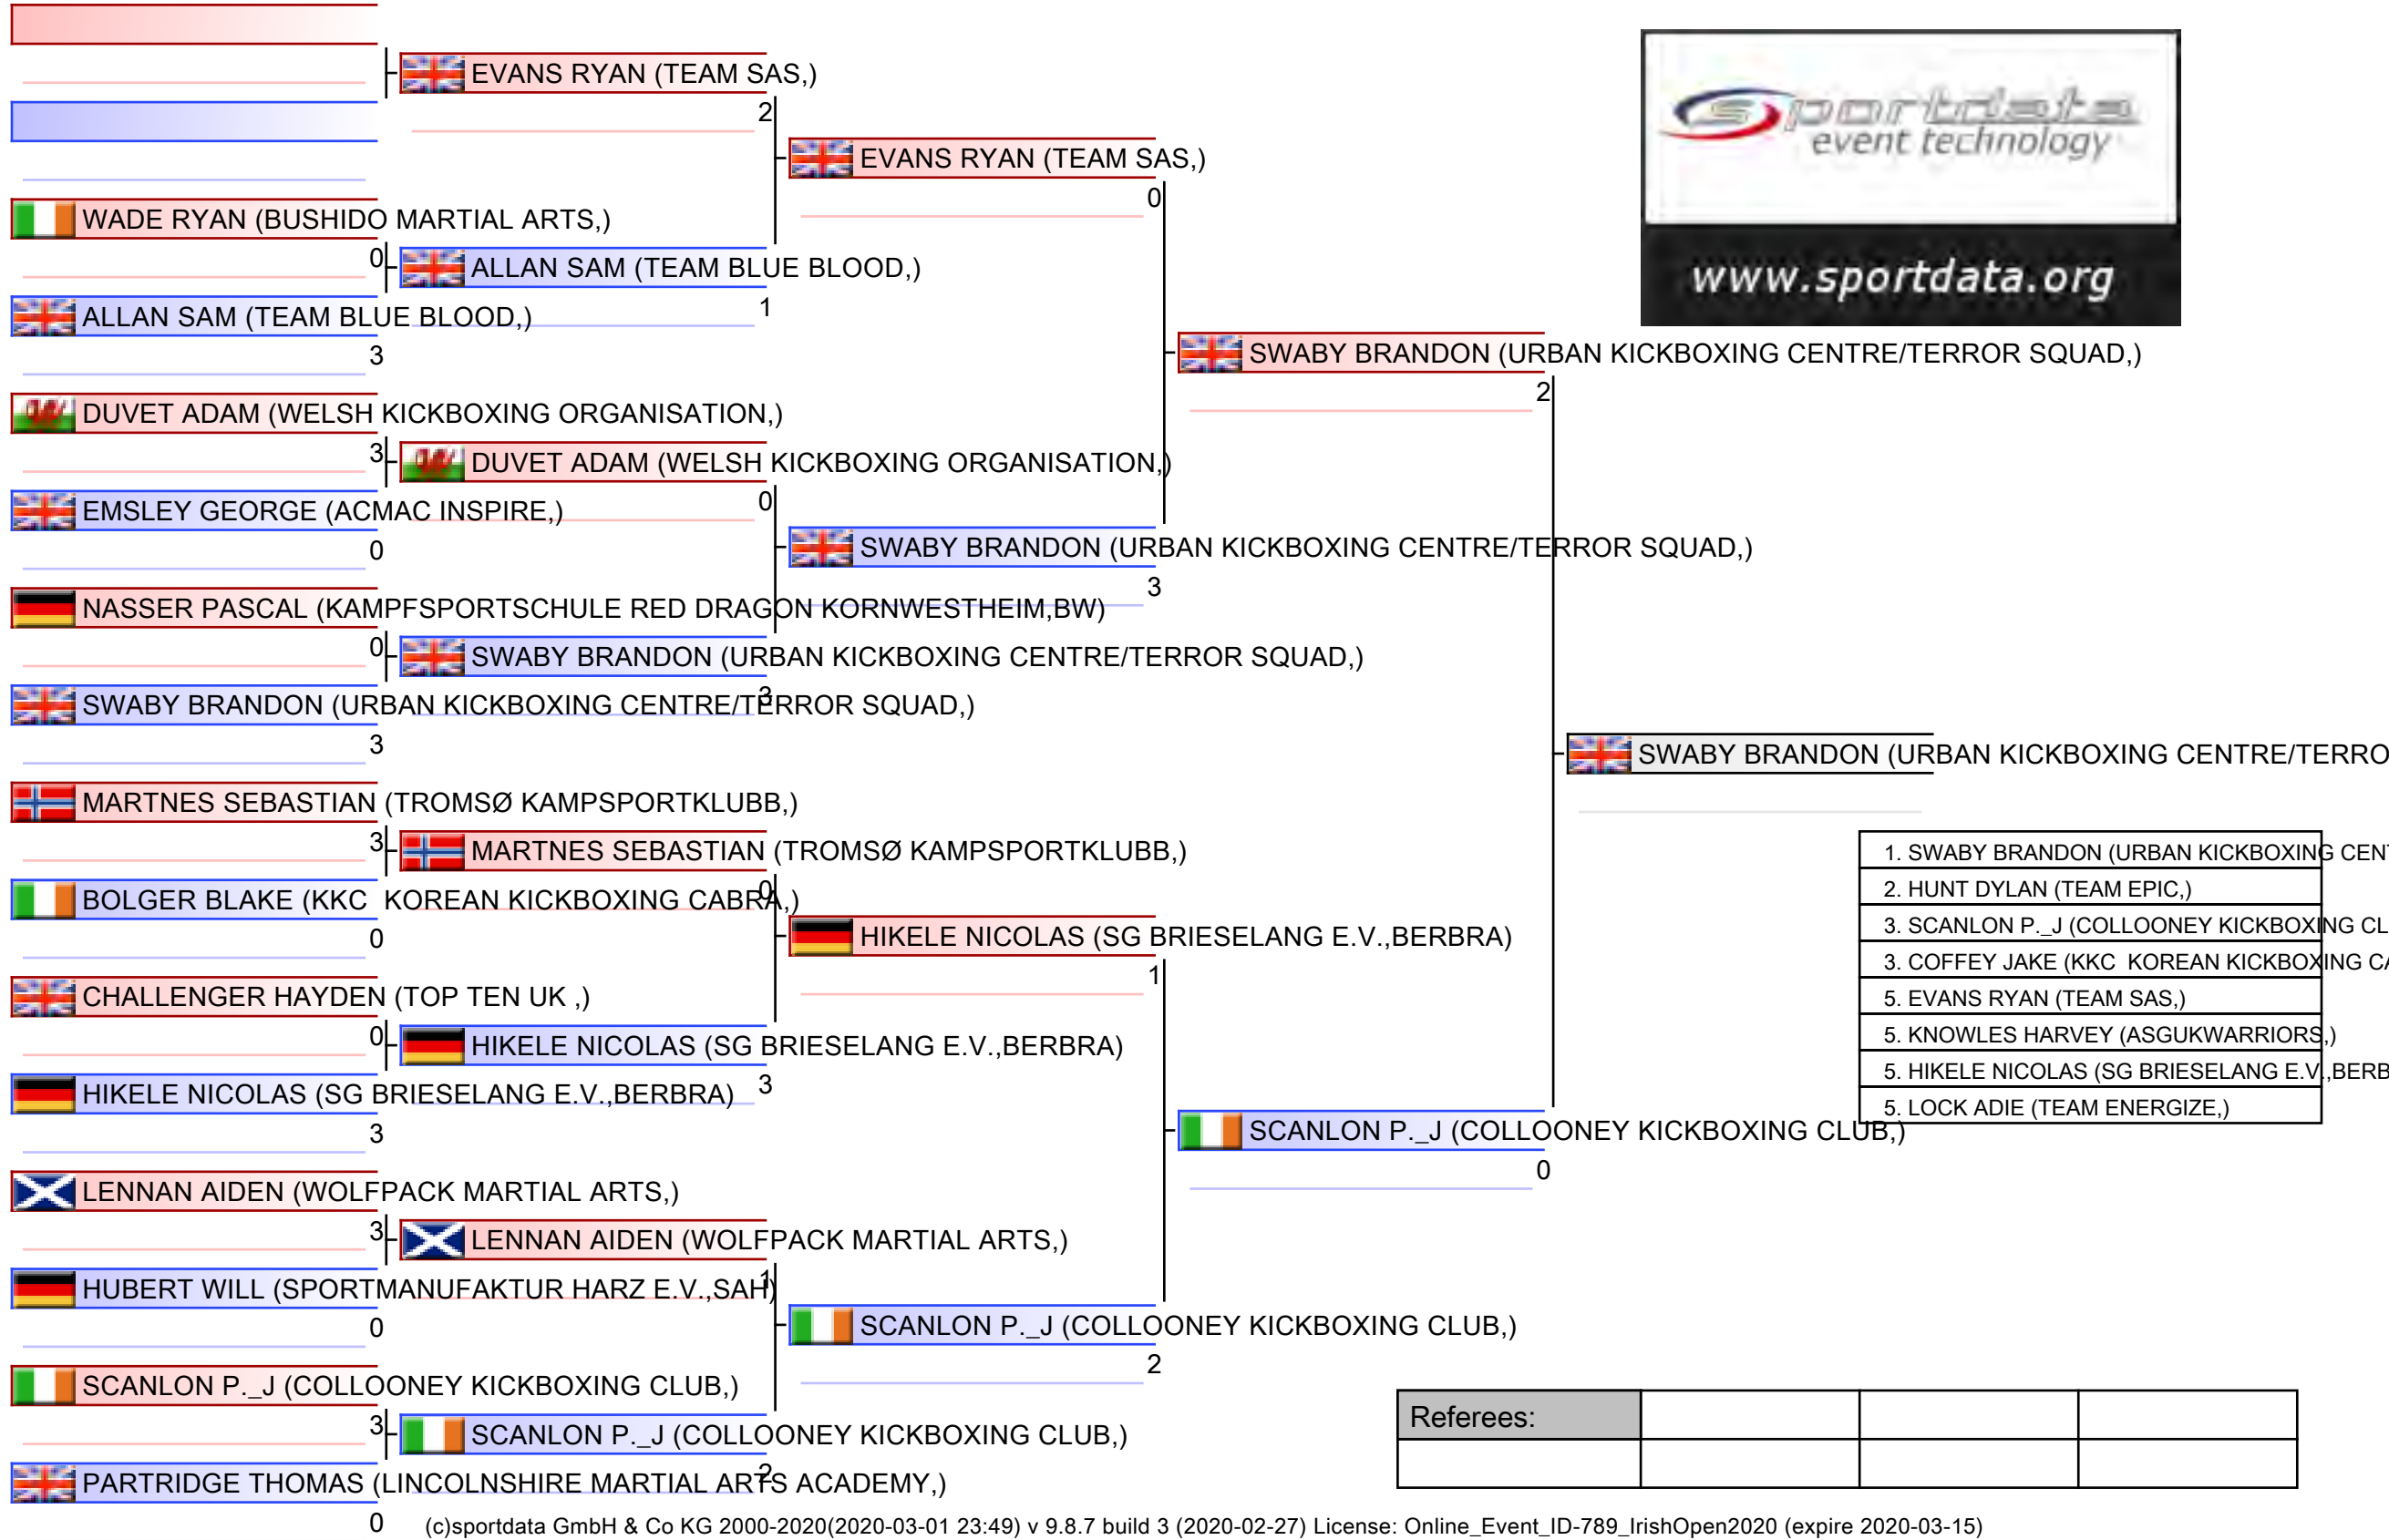 EVANS RYAN (TEAM SAS,)
2
EVANS RYAN (TEAM SAS,)
0
WADE RYAN (BUSHIDO MARTIAL ARTS,)
0
ALLAN SAM (TEAM BLUE BLOOD,)
1
ALLAN SAM (TEAM BLUE BLOOD,)
3
sportdata
event technology
www.sportdata.org
SWABY BRANDON (URBAN KICKBOXING CENTRE/TERROR SQUAD,)
2
DUVET ADAM (WELSH KICKBOXING ORGANISATION,)
3
DUVET ADAM (WELSH KICKBOXING ORGANISATION,)
0
EMSLEY GEORGE (ACMAC INSPIRE,)
0
SWABY BRANDON (URBAN KICKBOXING CENTRE/TERROR SQUAD,)
3
NASSER PASCAL (KAMPFSPORTSCHULE RED DRAGON KORNWESTHEIM,BW)
0
SWABY BRANDON (URBAN KICKBOXING CENTRE/TERROR SQUAD,)
3
SWABY BRANDON (URBAN KICKBOXING CENTRE/TERROR SQUAD,)
3
SWABY BRANDON (URBAN KICKBOXING CENTRE/TERRO
MARTNES SEBASTIAN (TROMSØ KAMPSPORTKLUBB,)
3
MARTNES SEBASTIAN (TROMSØ KAMPSPORTKLUBB,)
0
BOLGER BLAKE (KKC  KOREAN KICKBOXING CABRA,)
0
HIKELE NICOLAS (SG BRIESELANG E.V.,BERBRA)
1
CHALLENGER HAYDEN (TOP TEN UK ,)
0
HIKELE NICOLAS (SG BRIESELANG E.V.,BERBRA)
3
HIKELE NICOLAS (SG BRIESELANG E.V.,BERBRA)
3
1. SWABY BRANDON (URBAN KICKBOXING CEN
2. HUNT DYLAN (TEAM EPIC,)
3. SCANLON P._J (COLLOONEY KICKBOXING CL
3. COFFEY JAKE (KKC  KOREAN KICKBOXING CA
5. EVANS RYAN (TEAM SAS,)
5. KNOWLES HARVEY (ASGUKWARRIORS,)
5. HIKELE NICOLAS (SG BRIESELANG E.V.,BERB
5. LOCK ADIE (TEAM ENERGIZE,)
SCANLON P._J (COLLOONEY KICKBOXING CLUB,)
0
LENNAN AIDEN (WOLFPACK MARTIAL ARTS,)
3
LENNAN AIDEN (WOLFPACK MARTIAL ARTS,)
1
HUBERT WILL (SPORTMANUFAKTUR HARZ E.V.,SAH)
0
SCANLON P._J (COLLOONEY KICKBOXING CLUB,)
2
SCANLON P._J (COLLOONEY KICKBOXING CLUB,)
3
SCANLON P._J (COLLOONEY KICKBOXING CLUB,)
2
PARTRIDGE THOMAS (LINCOLNSHIRE MARTIAL ARTS ACADEMY,)
0
Referees:
(c)sportdata GmbH & Co KG 2000-2020(2020-03-01 23:49) v 9.8.7 build 3 (2020-02-27) License: Online_Event_ID-789_IrishOpen2020 (expire 2020-03-15)